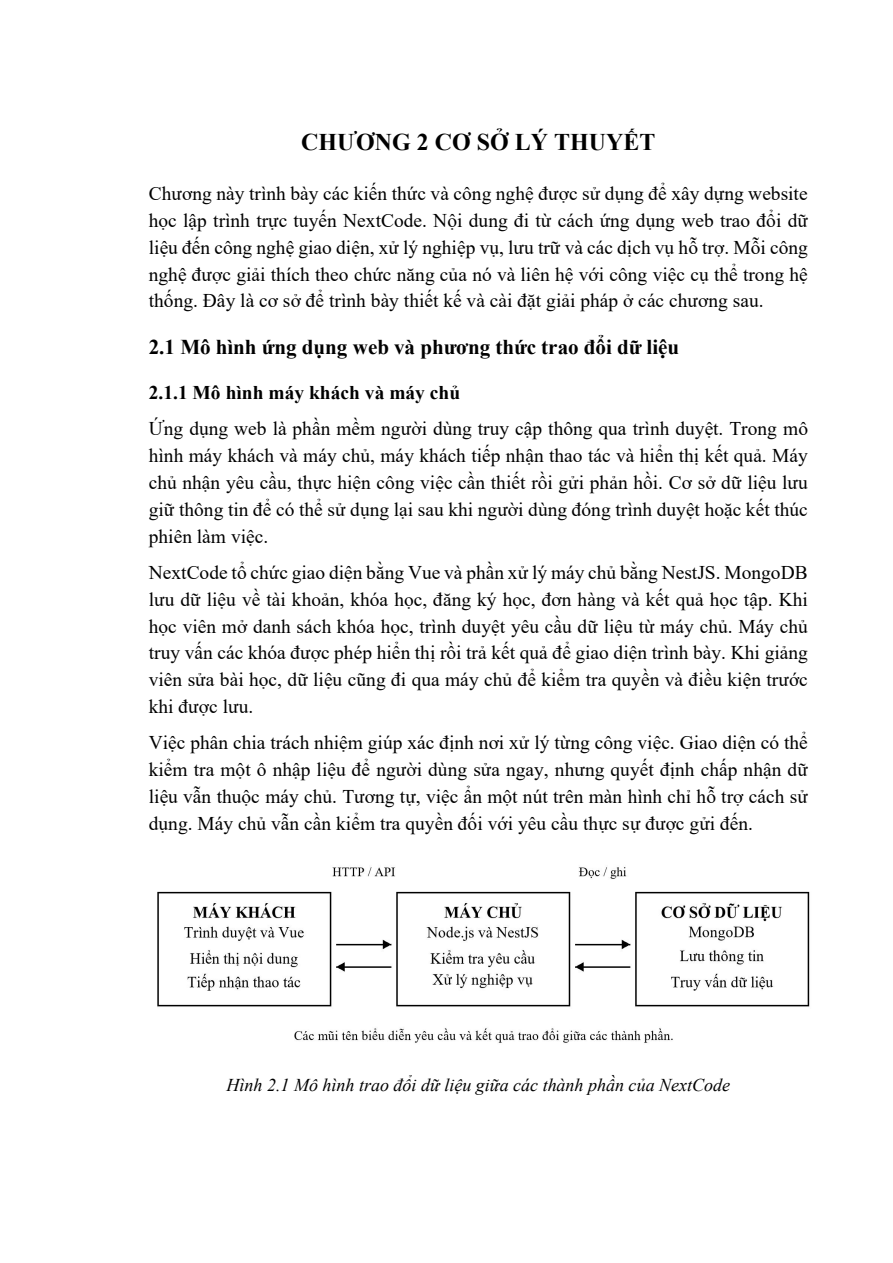 CHƯƠNG 2 CƠ SỞ LÝ THUYẾT
Chương này trình bày các kiến thức và công nghệ được sử dụng để xây dựng website
học lập trình trực tuyến NextCode. Nội dung đi từ cách ứng dụng web trao đổi dữ
liệu đến công nghệ giao diện, xử lý nghiệp vụ, lưu trữ và các dịch vụ hỗ trợ. Mỗi công
nghệ được giải thích theo chức năng của nó và liên hệ với công việc cụ thể trong hệ
thống. Đây là cơ sở để trình bày thiết kế và cài đặt giải pháp ở các chương sau.
2.1 Mô hình ứng dụng web và phương thức trao đổi dữ liệu
2.1.1 Mô hình máy khách và máy chủ
Ứng dụng web là phần mềm người dùng truy cập thông qua trình duyệt. Trong mô
hình máy khách và máy chủ, máy khách tiếp nhận thao tác và hiển thị kết quả. Máy
chủ nhận yêu cầu, thực hiện công việc cần thiết rồi gửi phản hồi. Cơ sở dữ liệu lưu
giữ thông tin để có thể sử dụng lại sau khi người dùng đóng trình duyệt hoặc kết thúc
phiên làm việc.
NextCode tổ chức giao diện bằng Vue và phần xử lý máy chủ bằng NestJS. MongoDB
lưu dữ liệu về tài khoản, khóa học, đăng ký học, đơn hàng và kết quả học tập. Khi
học viên mở danh sách khóa học, trình duyệt yêu cầu dữ liệu từ máy chủ. Máy chủ
truy vấn các khóa được phép hiển thị rồi trả kết quả để giao diện trình bày. Khi giảng
viên sửa bài học, dữ liệu cũng đi qua máy chủ để kiểm tra quyền và điều kiện trước
khi được lưu.
Việc phân chia trách nhiệm giúp xác định nơi xử lý từng công việc. Giao diện có thể
kiểm tra một ô nhập liệu để người dùng sửa ngay, nhưng quyết định chấp nhận dữ
liệu vẫn thuộc máy chủ. Tương tự, việc ẩn một nút trên màn hình chỉ hỗ trợ cách sử
dụng. Máy chủ vẫn cần kiểm tra quyền đối với yêu cầu thực sự được gửi đến.
HTTP / API
Đọc / ghi
MÁY KHÁCH
Trình duyệt và Vue
Hiển thị nội dung
Tiếp nhận thao tác
MÁY CHỦ
Node.js và NestJS
Kiểm tra yêu cầu
Xử lý nghiệp vụ
CƠ SỞ DỮ LIỆU
MongoDB
Lưu thông tin
Truy vấn dữ liệu
Các mũi tên biểu diễn yêu cầu và kết quả trao đổi giữa các thành phần.
Hình 2.1 Mô hình trao đổi dữ liệu giữa các thành phần của NextCode